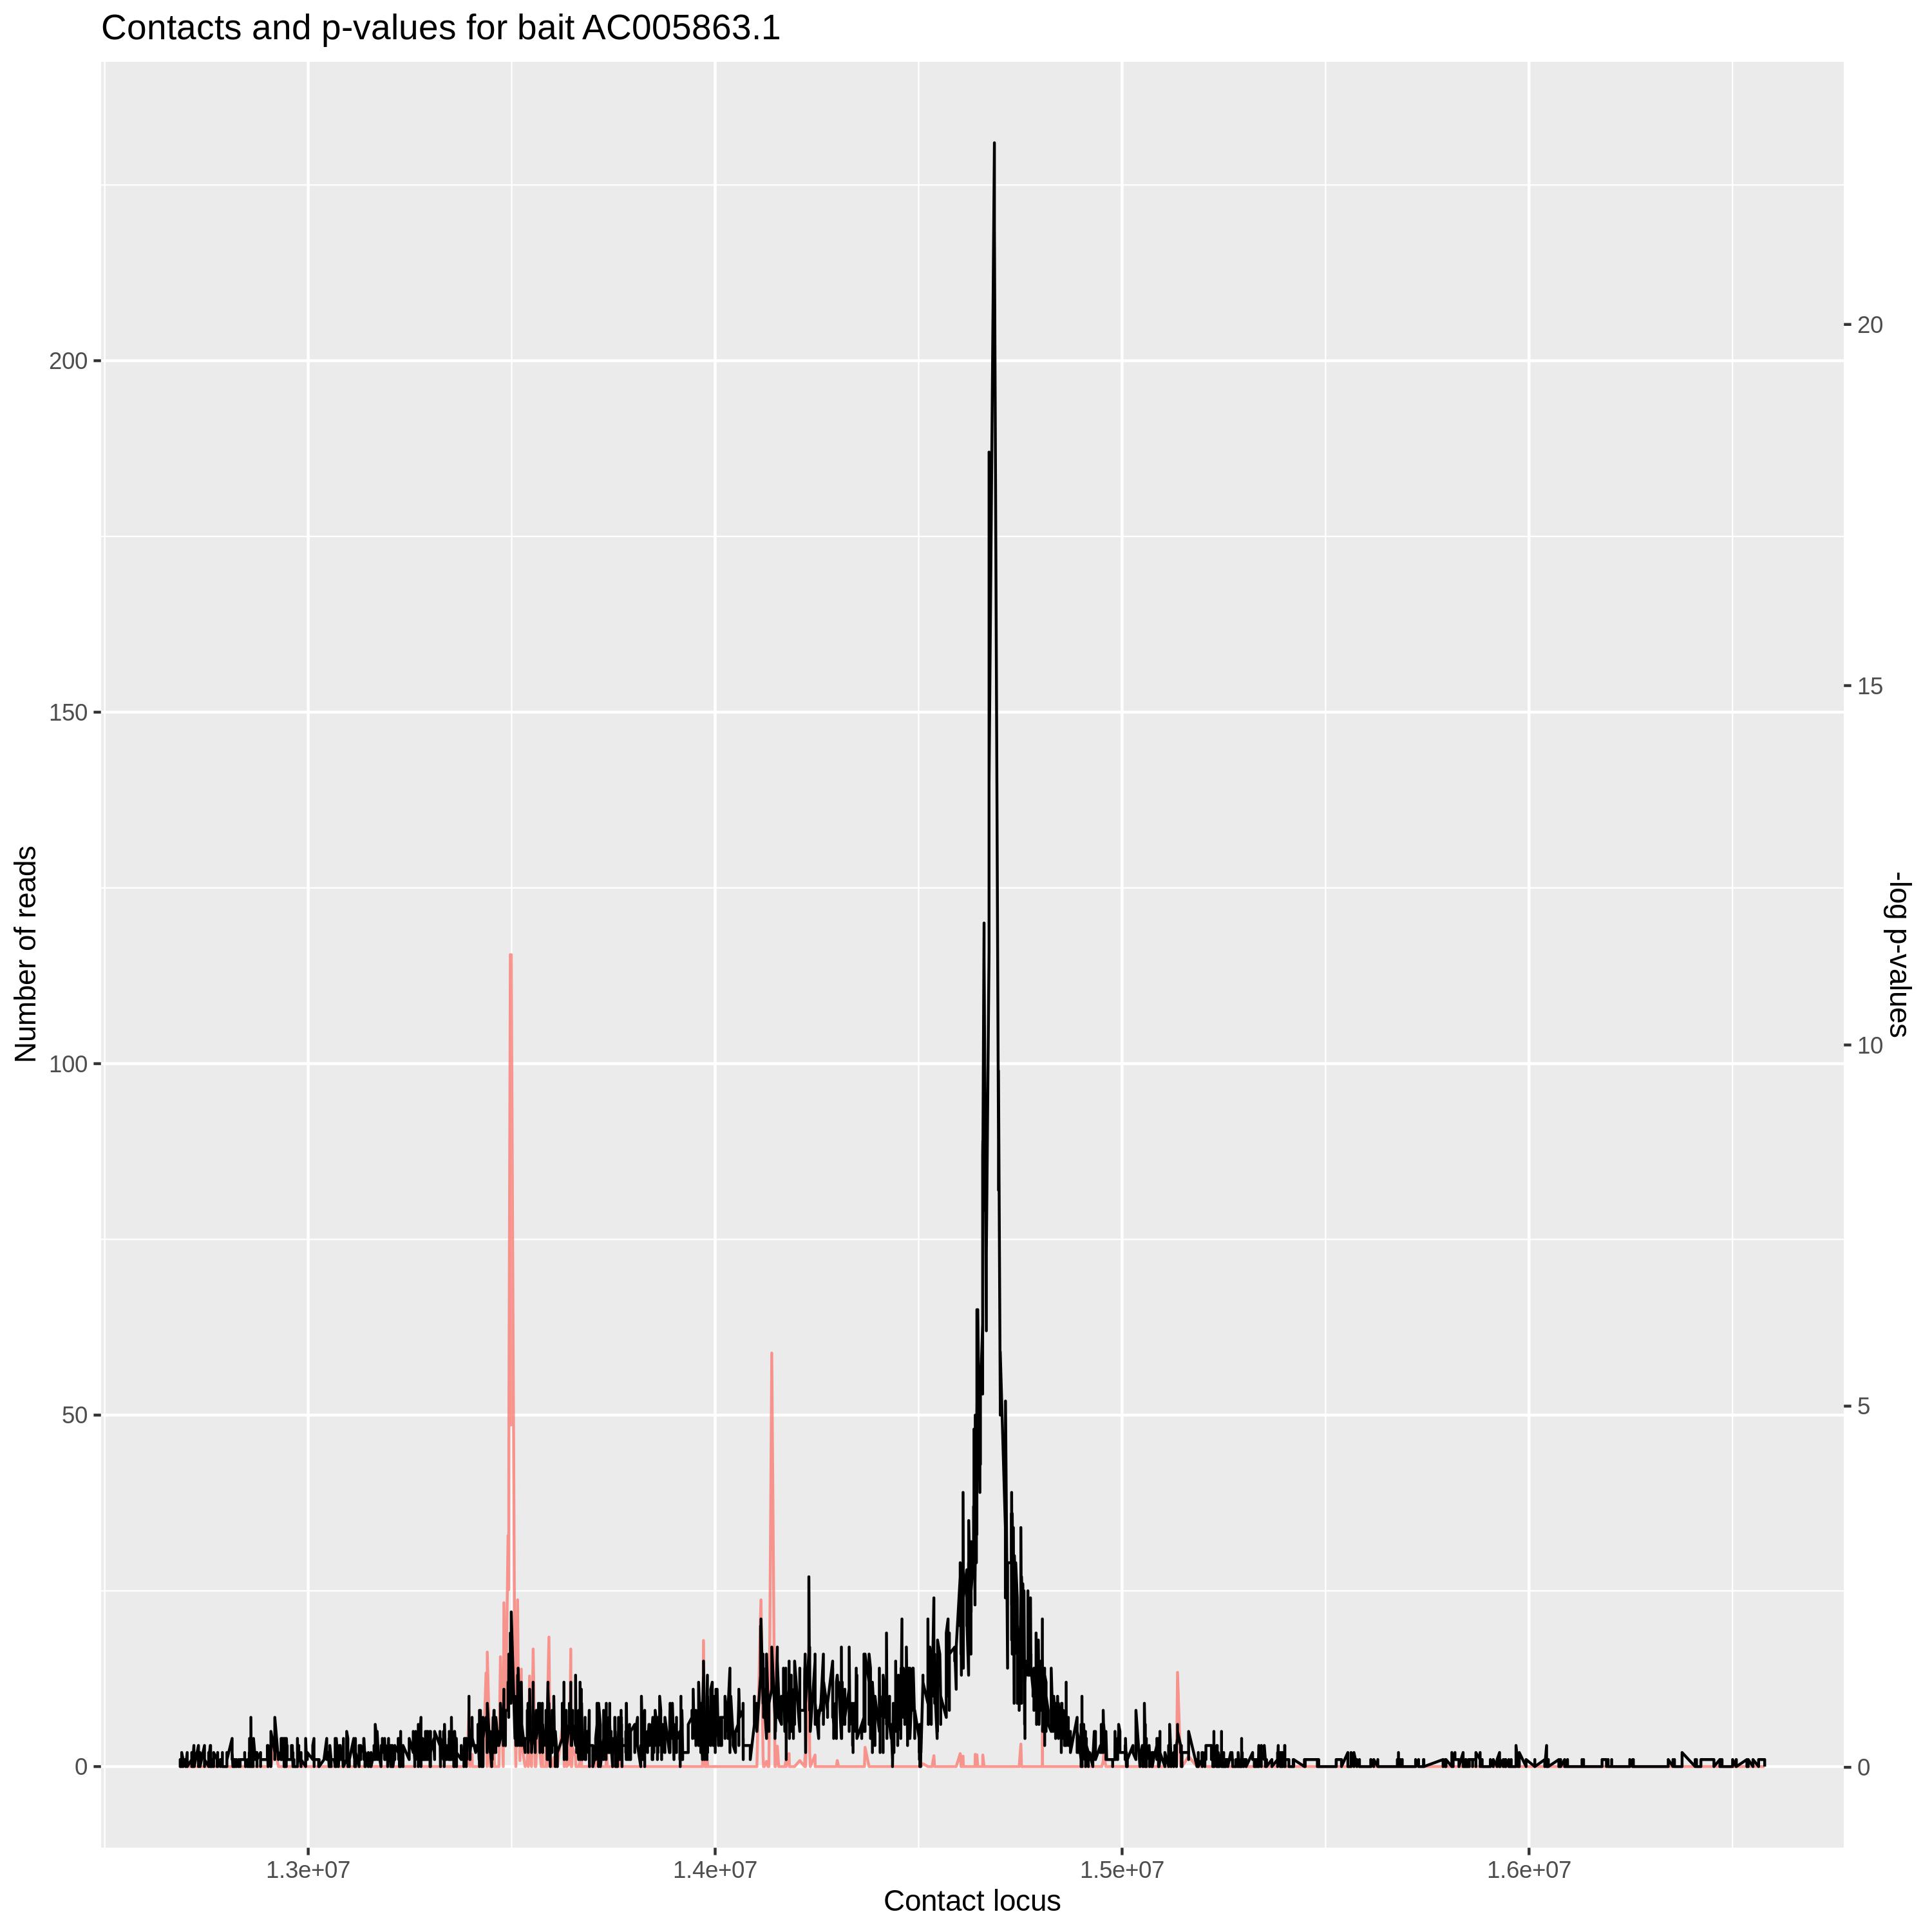 Contacts and p-values for bait AC005863.1
Number of reads
200
150
100
50
0
20
15
10
5
0
-log p-values
1.3e+07
1.4e+07
1.5e+07
1.6e+07
Contact locus